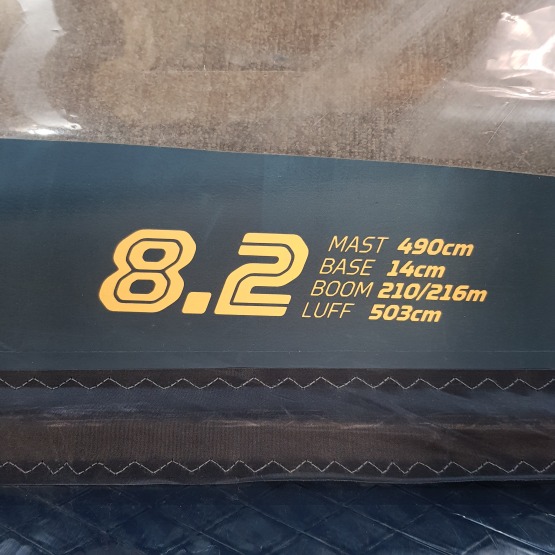 8.2
MAST 490cm
BASE 14cm
BOOM 210/216m
LUFF 503cm